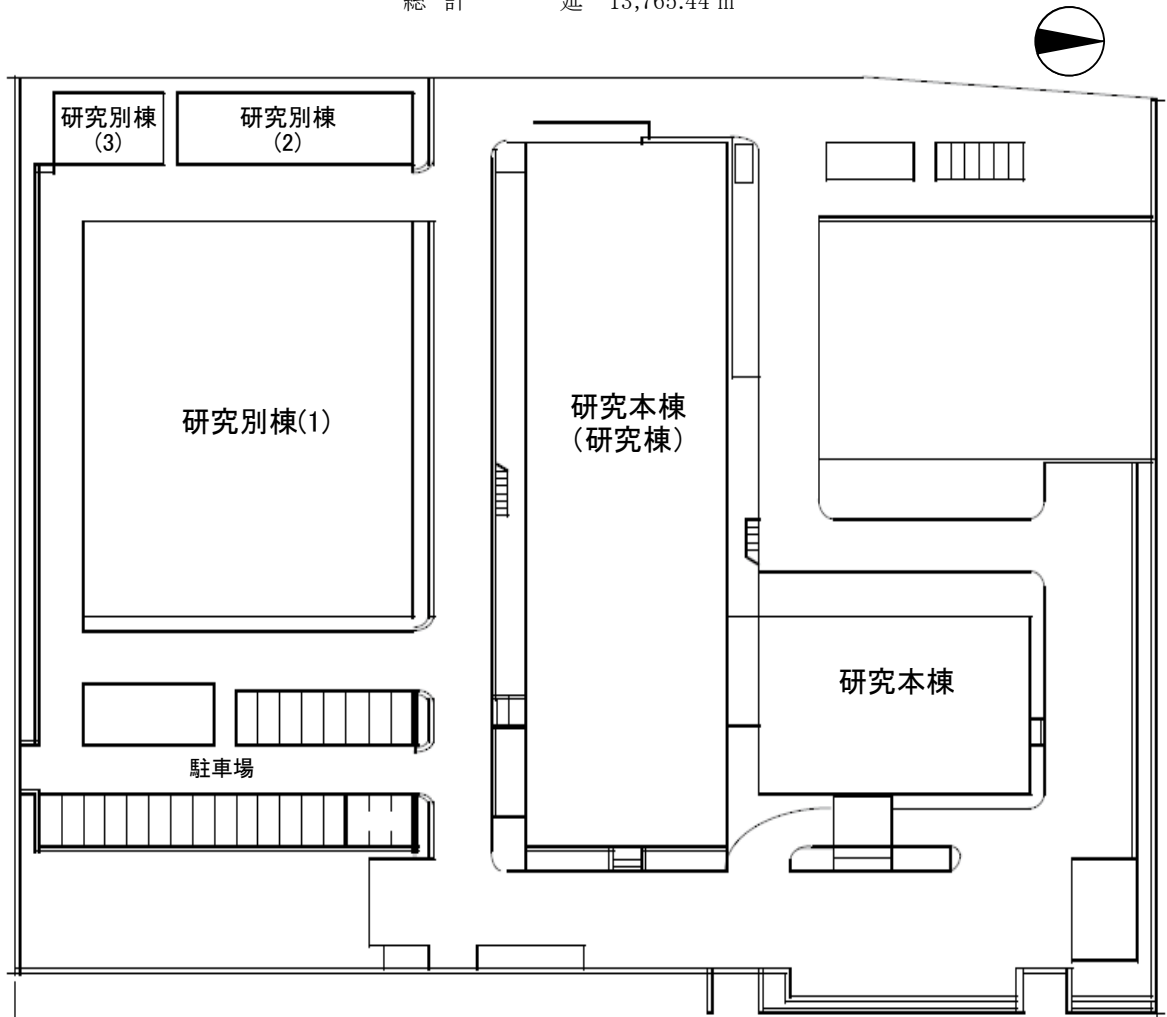 総 計 延 13,765.44 ㎡
研究別棟
(3)
研究別棟
(2)
研究別棟(1)
研究本棟
(研究棟)
研究本棟
駐車場